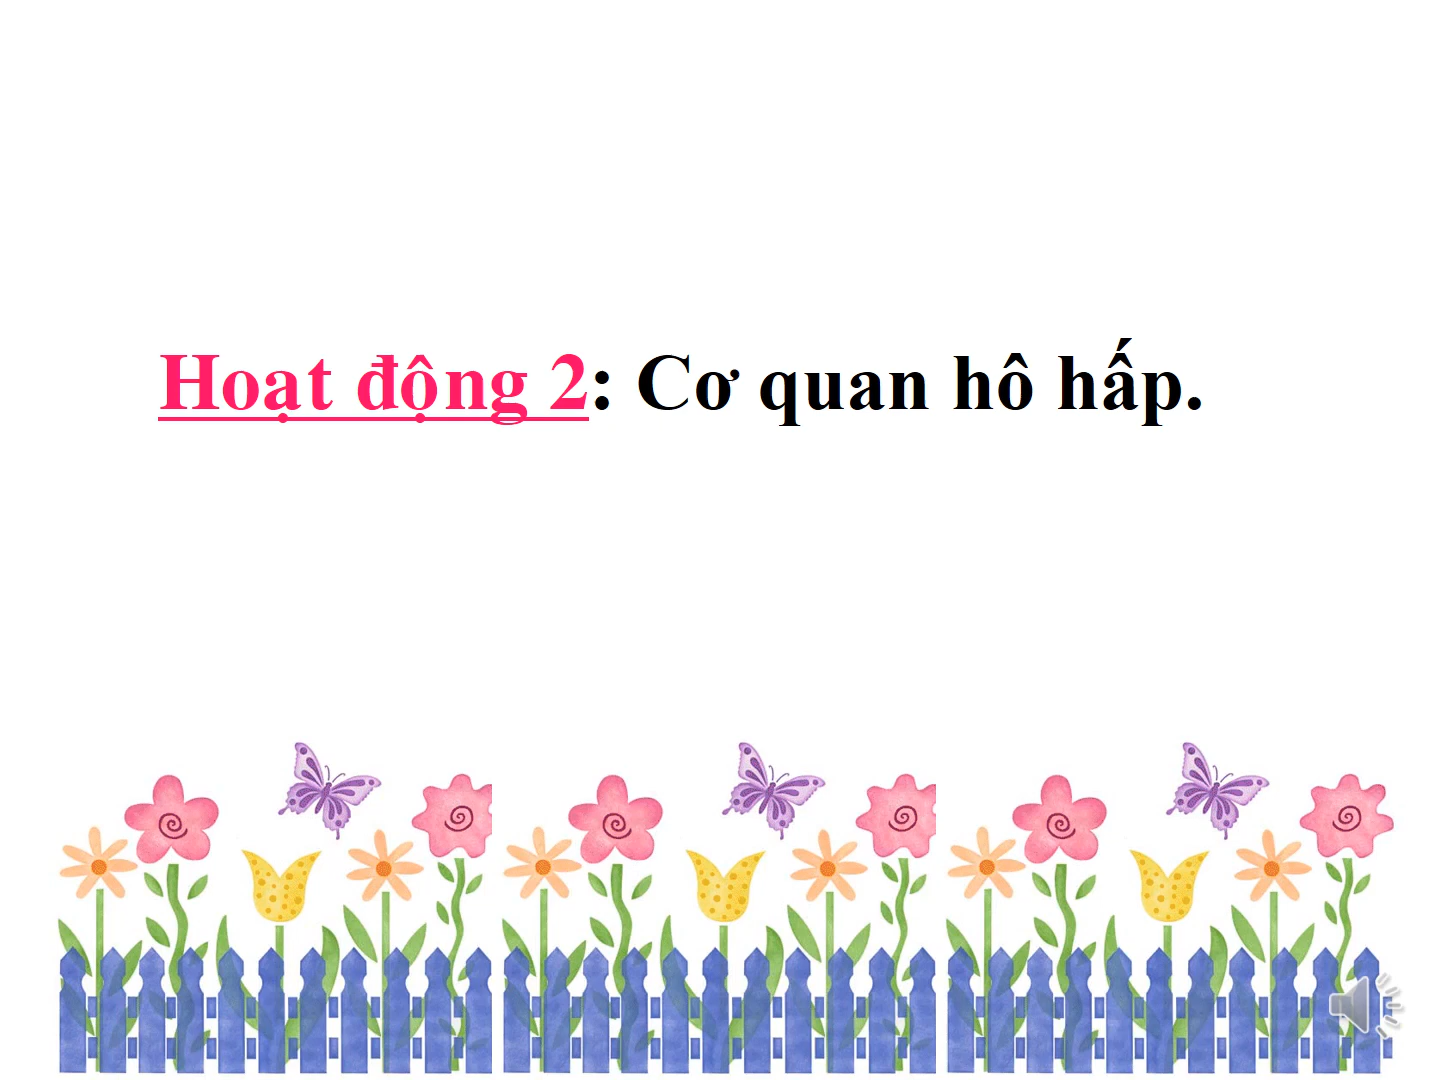 Hoạt động 2: Cơ quan hô hấp.